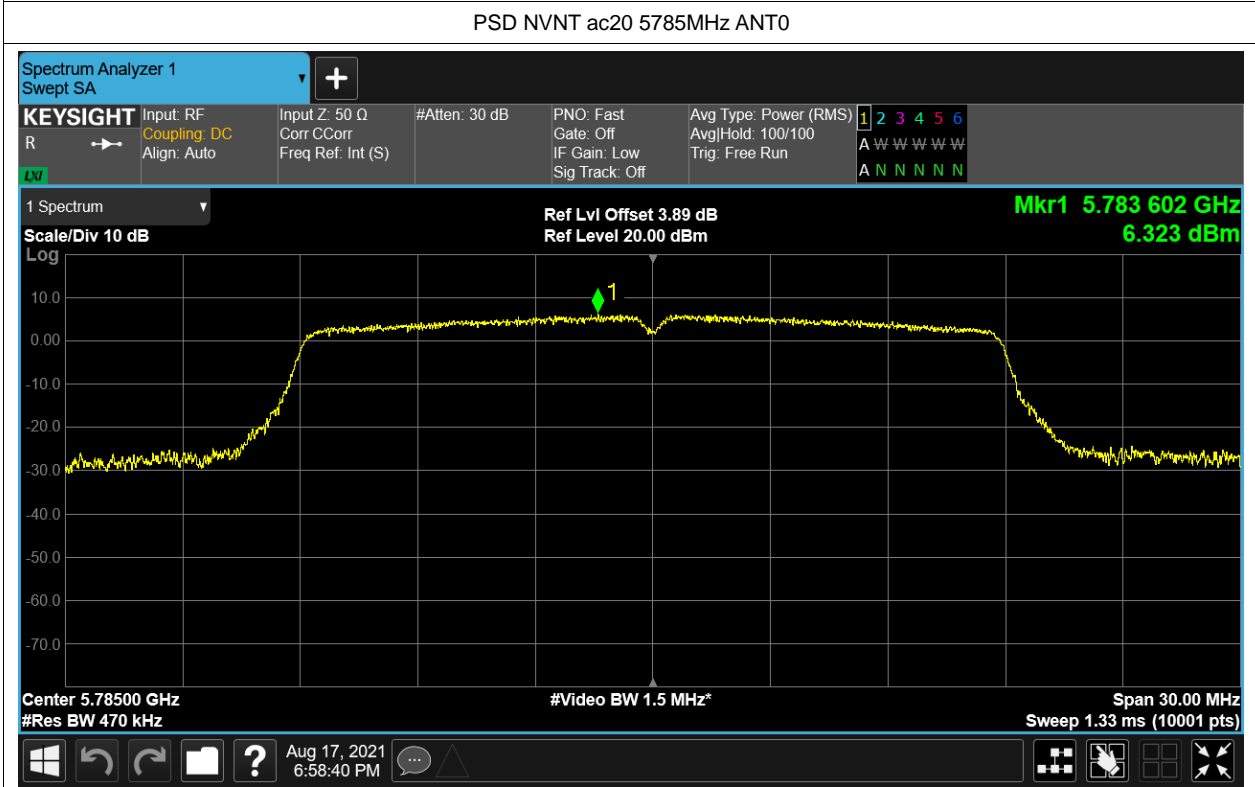 PSD NVNT ac20 5785MHz ANT0
Spectrum Analyzer 1
Swept SA
KEYSIGHT
R
LXI
Input: RF
Coupling: DC
Align: Auto
Input Z: 50 Ω
Corr CCorr
Freq Ref: Int (S)
#Atten: 30 dB
PNO: Fast
Gate: Off
IF Gain: Low
Sig Track: Off
Avg Type: Power (RMS)
Avg|Hold: 100/100
Trig: Free Run
1 2 3 4 5 6
A W W W W W
A N N N N N
1 Spectrum
Scale/Div 10 dB
Ref Lvl Offset 3.89 dB
Ref Level 20.00 dBm
Mkr1 5.783 602 GHz
6.323 dBm
Log
1
10.0
0.00
-10.0
-20.0
-30.0
-40.0
-50.0
-60.0
-70.0
Center 5.78500 GHz
#Video BW 1.5 MHz*
Span 30.00 MHz
#Res BW 470 kHz
Sweep 1.33 ms (10001 pts)
?
Aug 17, 2021
6:58:40 PM